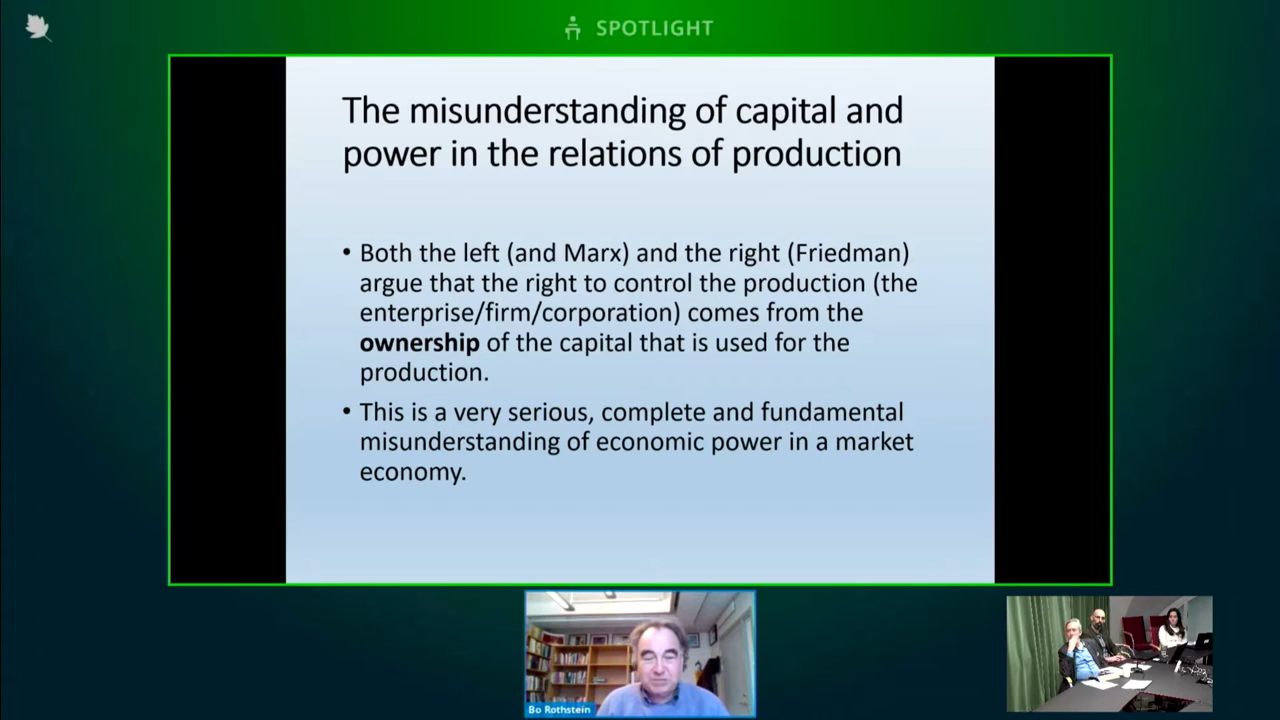 SPOTLIGHT
The misunderstanding of capital and
power in the relations of production
• Both the left (and Marx) and the right (Friedman)
argue that the right to control the production (the
enterprise/firm/corporation) comes from the
ownership of the capital that is used for the
production.
• This is a very serious, complete and fundamental
misunderstanding of economic power in a market
economy.
Bo Rothstein